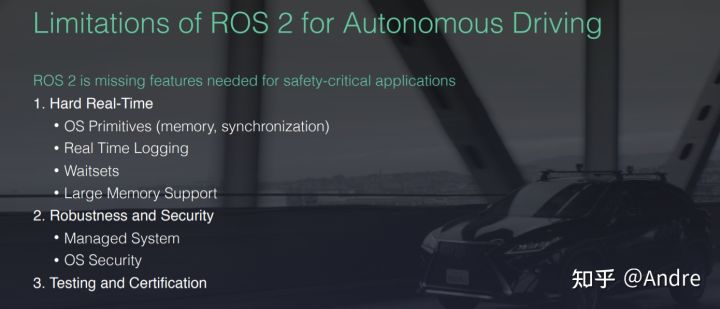 Limitations of ROS 2 for Autonomous Driving
ROS 2 is missing features needed for safety-critical applications
1. Hard Real-Time
• OS Primitives (memory, synchronization)
• Real Time Logging
• Waitsets
• Large Memory Support
2. Robustness and Security
• Managed System
• OS Security
3. Testing and Certification
知乎 @Andre